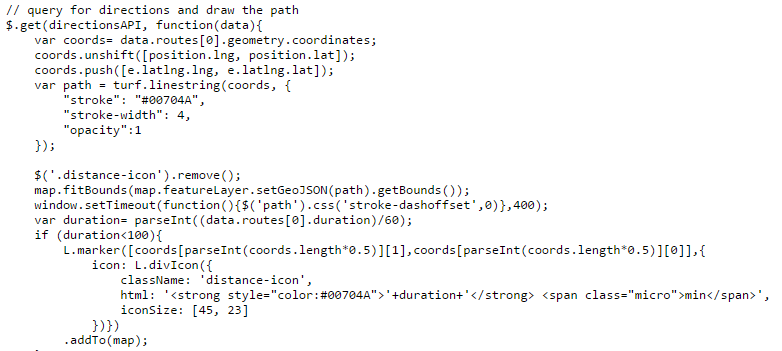 // query for directions and draw the path
$.get(directionsAPI, function(data){
    var coords= data.routes[0].geometry.coordinates;
    coords.unshift([position.lng, position.lat]);
    coords.push([e.latlng.lng, e.latlng.lat]);
    var path = turf.linestring(coords, {
        "stroke": "#00704A",
        "stroke-width": 4,
        "opacity":1
    });

    $('.distance-icon').remove();
    map.fitBounds(map.featureLayer.setGeoJSON(path).getBounds());
    window.setTimeout(function(){$('path').css('stroke-dashoffset',0)},400);
    var duration= parseInt((data.routes[0].duration)/60);
    if (duration<100){
        L.marker([coords[parseInt(coords.length*0.5)][1],coords[parseInt(coords.length*0.5)][0]],{
            icon: L.divIcon({
                className: 'distance-icon',
                html: '<strong style="color:#00704A">'+duration+'</strong> <span class="micro">min</span>',
                iconSize: [45, 23]
            })})
        .addTo(map);